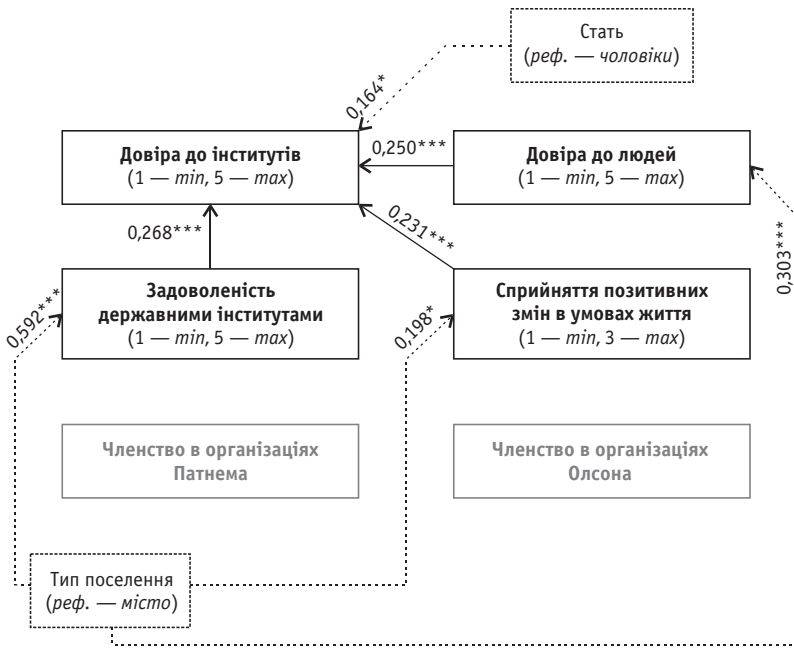 Стать
(реф. — чоловіки)
0,164*
Довіра до інститутів
(1 — min, 5 — max)
0,250***
Довіра до людей
(1 — min, 5 — max)
0,268***
0,231***
0,303***
Задоволеність
державними інститутами
(1 — min, 5 — max)
0,592***
Сприйняття позитивних
змін в умовах життя
(1 — min, 3 — max)
0,198*
Членство в організаціях
Патнема
Членство в організаціях
Олсона
Тип поселення
(реф. — місто)